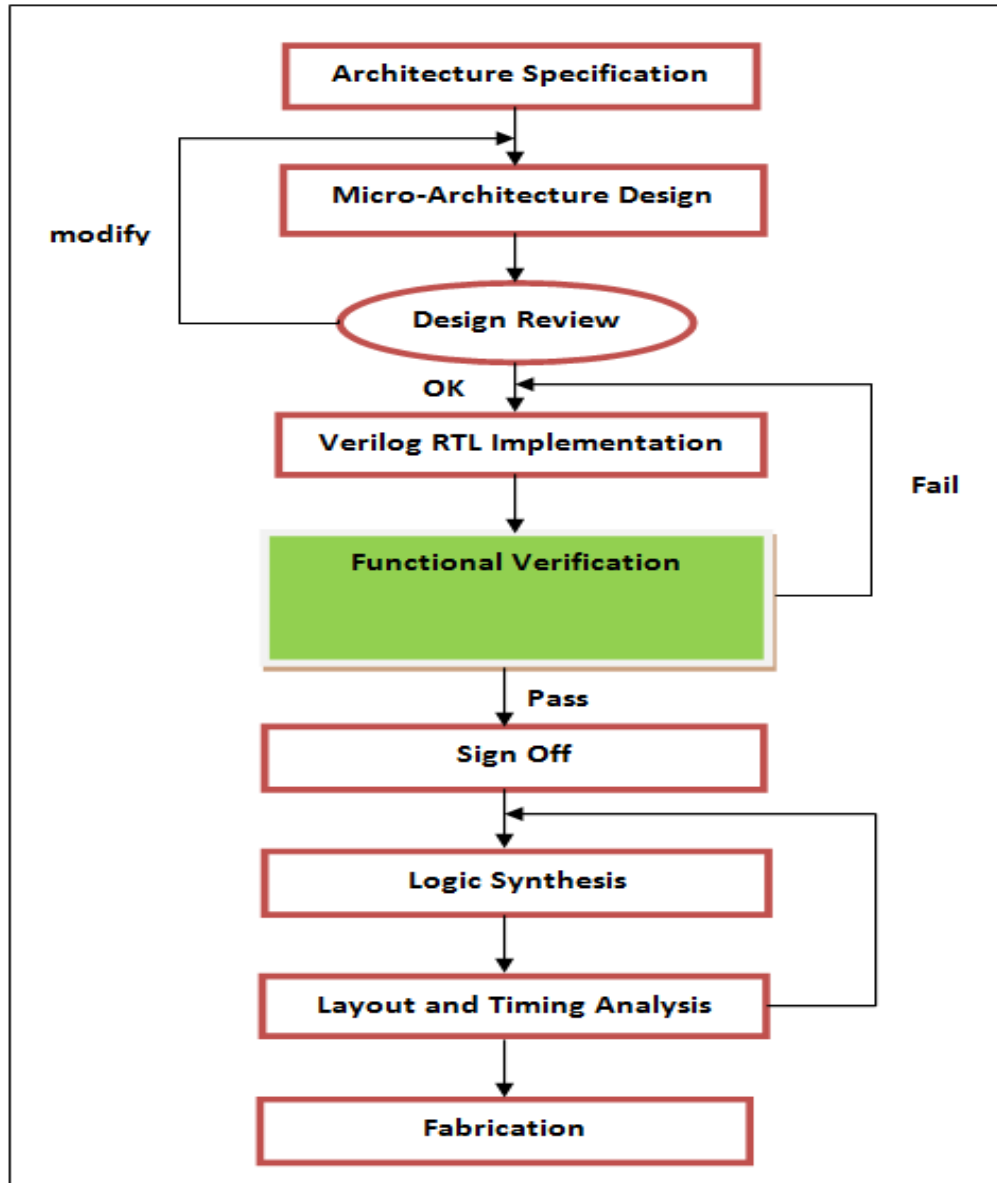 Architecture Specification
Micro-Architecture Design
modify
Design Review
OK
Verilog RTL Implementation
Fail
Functional Verification
Pass
Sign Off
Logic Synthesis
Layout and Timing Analysis
Fabrication